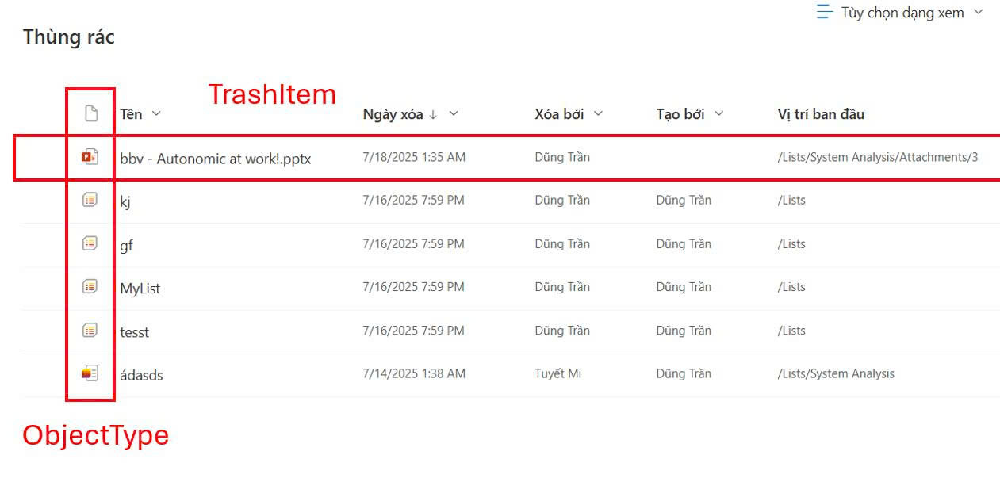 Tùy chọn dạng xem
Thùng rác
TrashItem
Tên Ngày xóa Xóa bởi Tạo bởi Vị trí ban đầu
bbv - Autonomic at work!.pptx 7/18/2025 1:35 AM Dũng Trần /Lists/System Analysis/Attachments/3
kj 7/16/2025 7:59 PM Dũng Trần Dũng Trần /Lists
gf 7/16/2025 7:59 PM Dũng Trần Dũng Trần /Lists
MyList 7/16/2025 7:59 PM Dũng Trần Dũng Trần /Lists
tesst 7/16/2025 7:59 PM Dũng Trần Dũng Trần /Lists
ádasds 7/14/2025 1:38 AM Tuyết Mi Dũng Trần /Lists/System Analysis
ObjectType